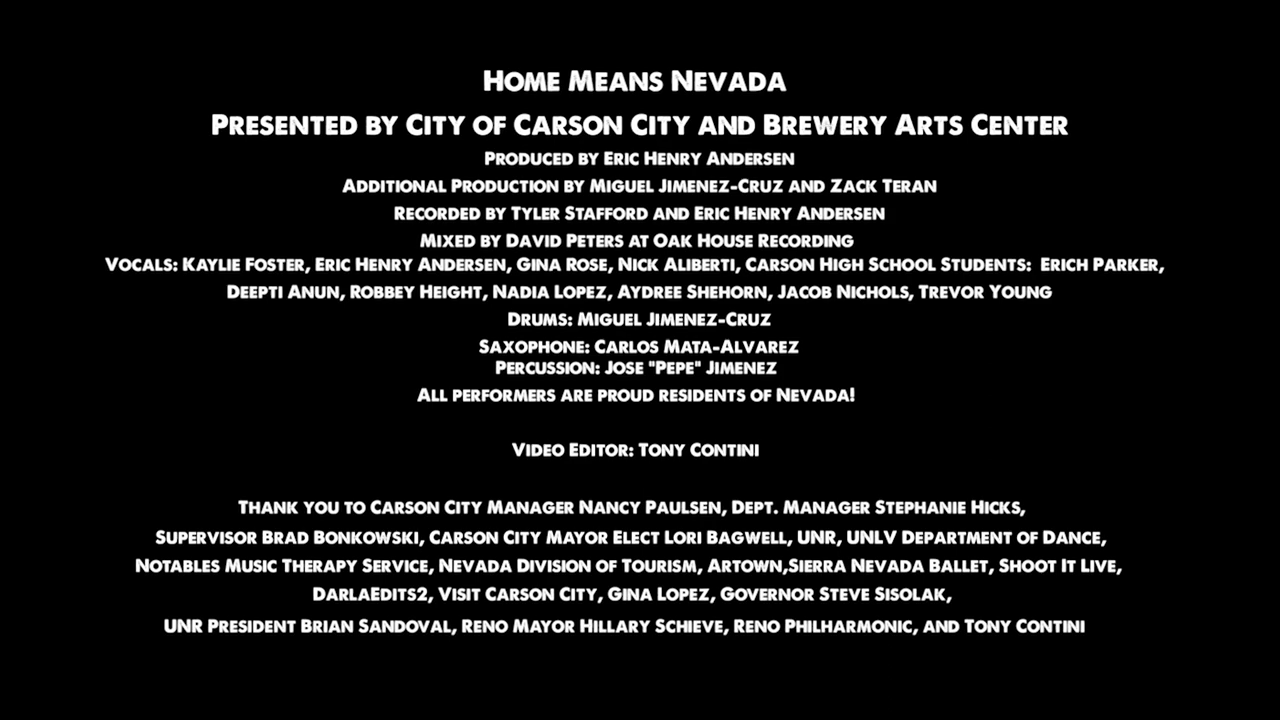 Home Means Nevada
Presented by City of Carson City and Brewery Arts Center
Produced by Eric Henry Andersen
Additional Production by Miguel Jimenez-Cruz and Zack Teran
Recorded by Tyler Stafford and Eric Henry Andersen
Mixed by David Peters at Oak House Recording
Vocals: Kaylie Foster, Eric Henry Andersen, Gina Rose, Nick Aliberti, Carson High School Students: Erich Parker,
Deepti Anun, Robbey Height, Nadia Lopez, Aydree Shehorn, Jacob Nichols, Trevor Young
Drums: Miguel Jimenez-Cruz
Saxophone: Carlos Mata-Alvarez
Percussion: Jose "Pepe" Jimenez
All performers are proud residents of Nevada!
Video Editor: Tony Contini
Thank you to Carson City Manager Nancy Paulsen, Dept. Manager Stephanie Hicks,
Supervisor Brad Bonkowski, Carson City Mayor Elect Lori Bagwell, UNR, UNLV Department of Dance,
Notables Music Therapy Service, Nevada Division of Tourism, Artown,Sierra Nevada Ballet, Shoot It Live,
DarlaEdits2, Visit Carson City, Gina Lopez, Governor Steve Sisolak,
UNR President Brian Sandoval, Reno Mayor Hillary Schieve, Reno Philharmonic, and Tony Contini